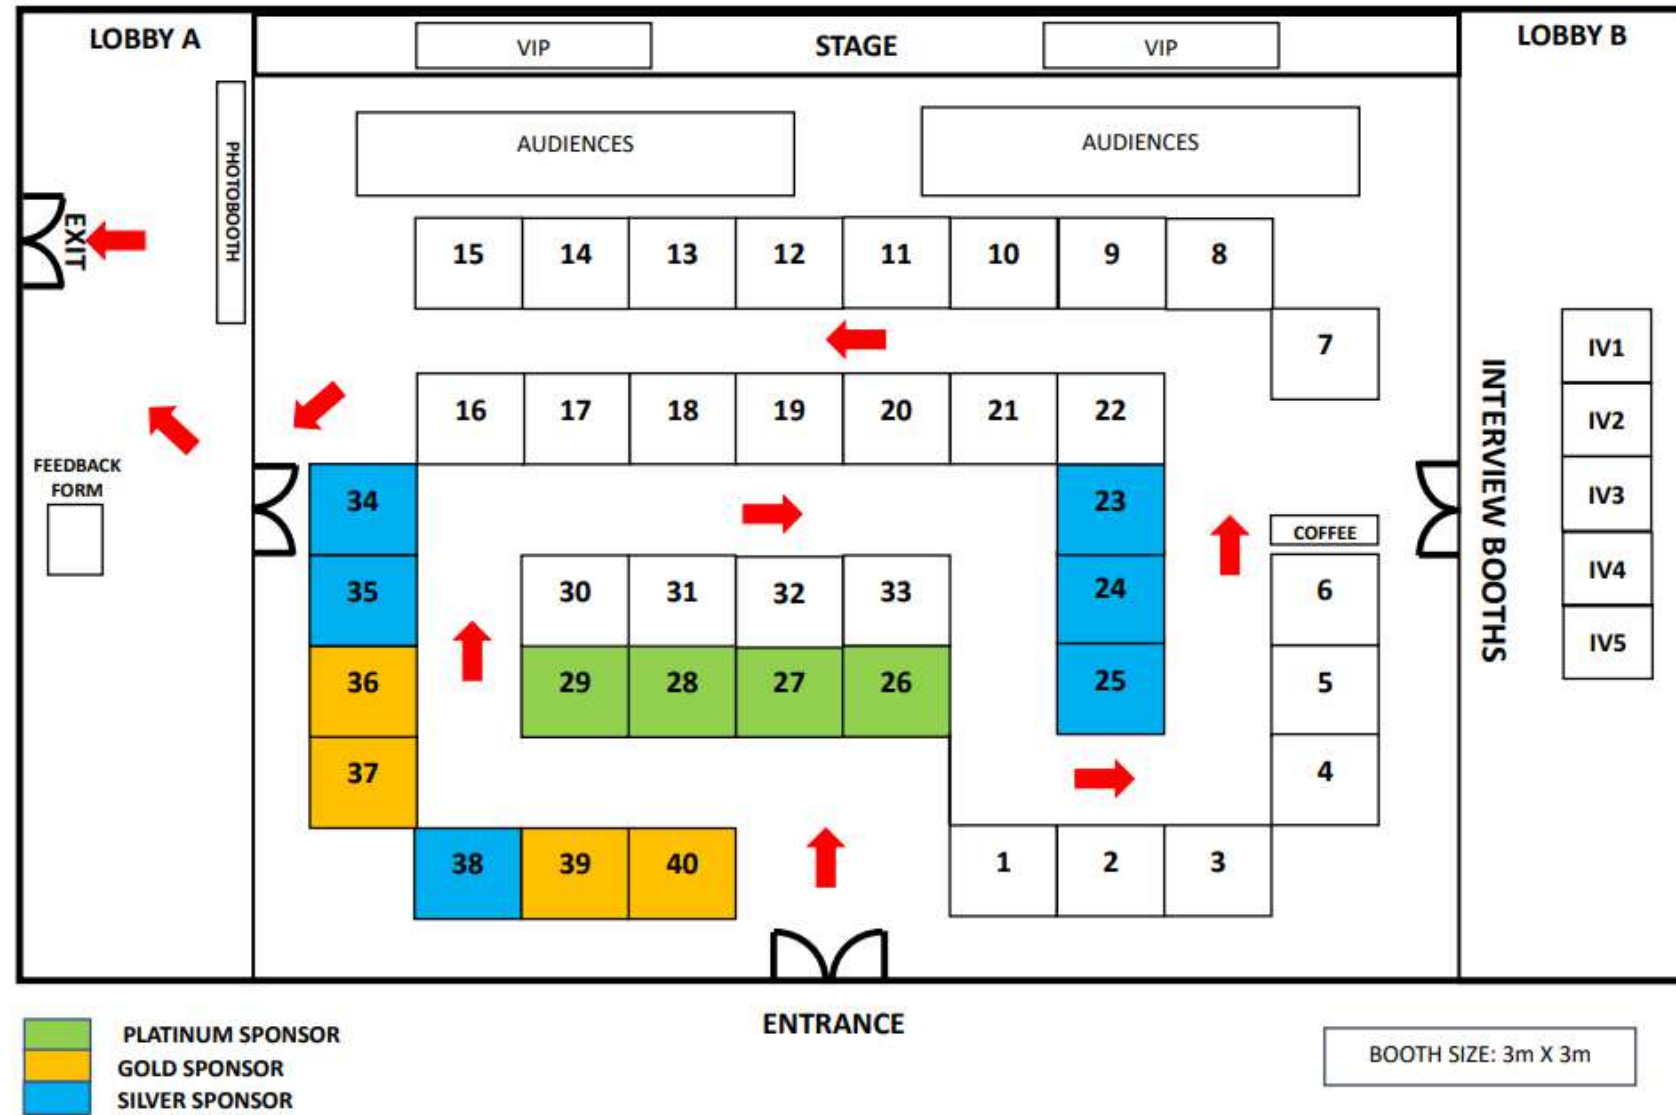 LOBBY A
VIP
STAGE
VIP
LOBBY B
AUDIENCES
AUDIENCES
PHOTOBOOTH
EXIT
15 14 13 12 11 10 9 8
7
16 17 18 19 20 21 22
FEEDBACK
FORM
34
23
COFFEE
35
30 31 32 33
24
6
36
29 28 27 26
25
5
37
4
38 39 40
1 2 3
INTERVIEW BOOTHS
IV1
IV2
IV3
IV4
IV5
ENTRANCE
PLATINUM SPONSOR
GOLD SPONSOR
SILVER SPONSOR
BOOTH SIZE: 3m X 3m